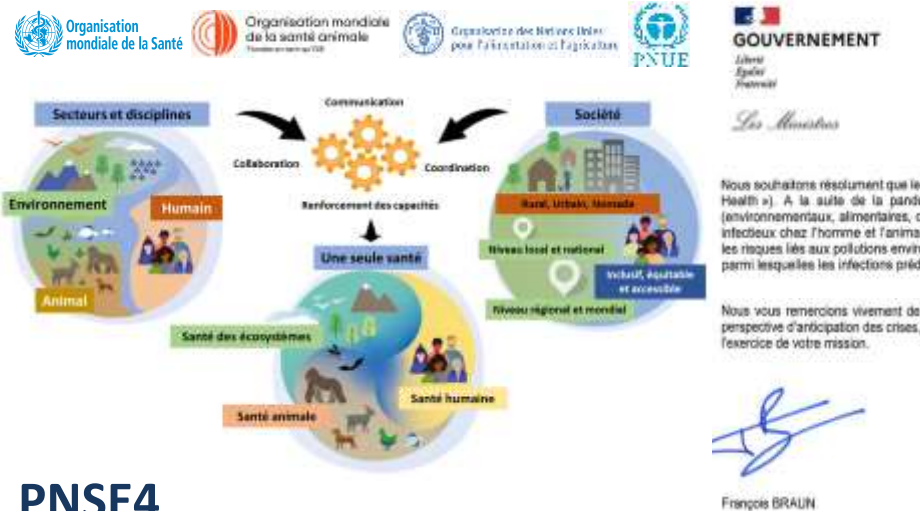 Organisation
mondiale de la Santé
Organisation mondiale
de la santé animale
Organisation des Nations Unies
pour l'alimentation et l'agriculture
PNUE
GOUVERNEMENT
Liberté
Égalité
Fraternité
Les Ministres
Secteurs et disciplines
Environnement
Humain
Animal
Communication
Collaboration
Coordination
Renforcement des capacités
Société
Rural, Urbain, Nomade
Niveau local et national
Inclusif, équitable
et accessible
Niveau régional et mondial
Une seule santé
Santé des écosystèmes
Santé humaine
Santé animale
Nous souhaitons résolument que le
Health »). A la suite de la pand
(environnementaux, alimentaires,
infectieux chez l'homme et l'anima
les risques liés aux pollutions envir
parmi lesquelles les infections préd
Nous vous remercions vivement de
perspective d'anticipation des crises,
l'exercice de votre mission.
François BRAUN
PNSE4